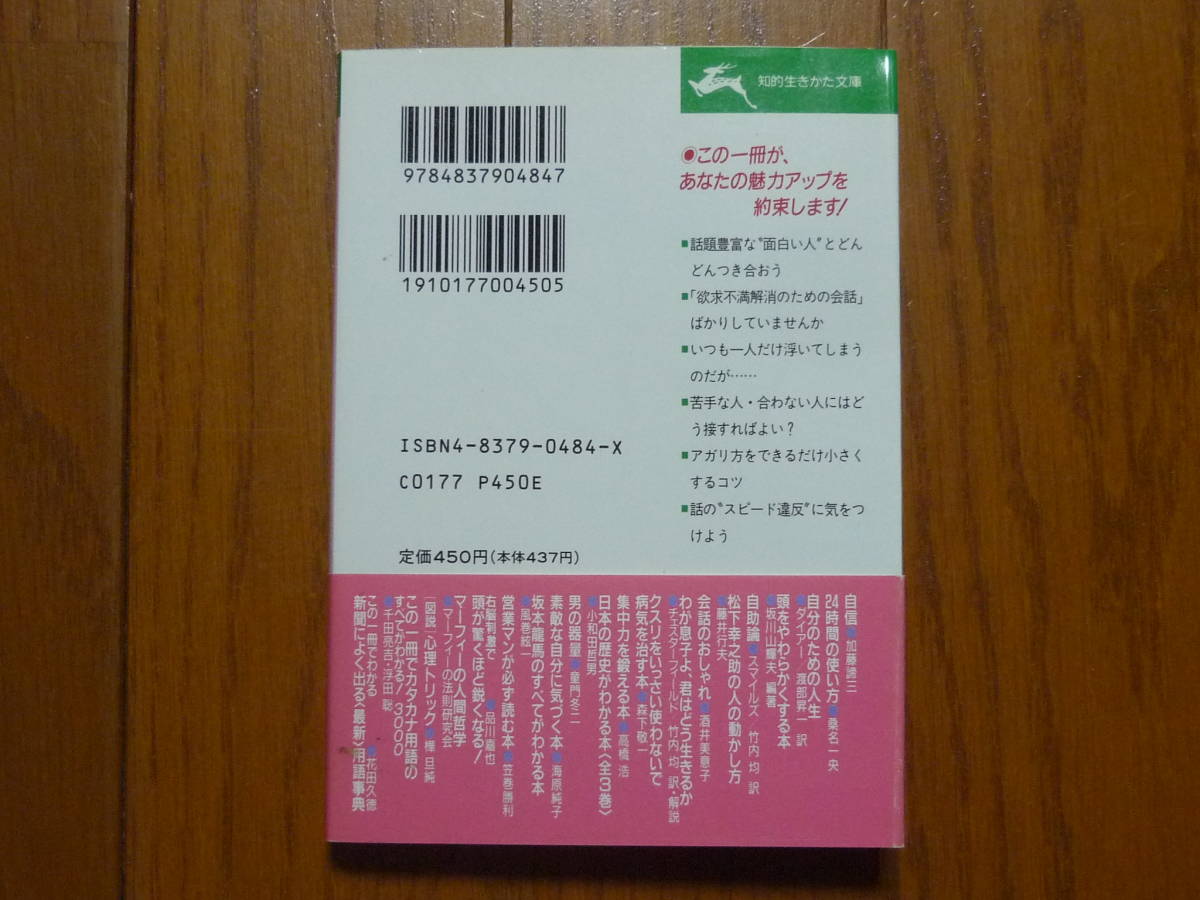 知的生きかた文庫
9784837904847
1910177004505
ISBN4-8379-0484-X
C0177 P450E
定価450円(本体437円)
●この一冊が、
あなたの魅力アップを
約束します!
■話題豊富な〝面白い人〟とどん
どんつき合おう
■「欲求不満解消のための会話」
ばかりしていませんか
■いつも一人だけ浮いてしまう
のだが……
■苦手な人・合わない人にはど
う接すればよい?
■アガリ方をできるだけ小さく
するコツ
■話の〝スピード違反〟に気をつ
けよう
自信●加藤諦三
24時間の使い方●桑名一央
自分のための人生
●ダイアー/渡部昇一 訳
頭をやわらかくする本
●坂川山輝夫 編著
自助論●スマイルズ/竹内 均 訳
松下幸之助の人の動かし方
●藤井行夫
会話のおしゃれ●酒井美意子
わが息子よ、君はどう生きるか
●チェスターフィールド/竹内 均 訳・解説
クスリをいっさい使わないで
病気を治す本●森下敬一
集中力を鍛える本●高橋 浩
日本の歴史がわかる本〈全3巻〉
●小和田哲男
男の器量●童門冬二
素敵な自分に気づく本●海原純子
坂本龍馬のすべてがわかる本
●風巻絃一
営業マンが必ず読む本●笠巻勝利
右脳刺激で
頭が驚くほど鋭くなる!●品川嘉也
マーフィーの人間哲学
●マーフィーの法則研究会
[図説]心理トリック●樺 旦純
この一冊でカタカナ用語の
すべてがわかる!3000
●千田亮吉・浮田 聡
この一冊でわかる
新聞によく出る〈最新〉用語事典
●花田久徳